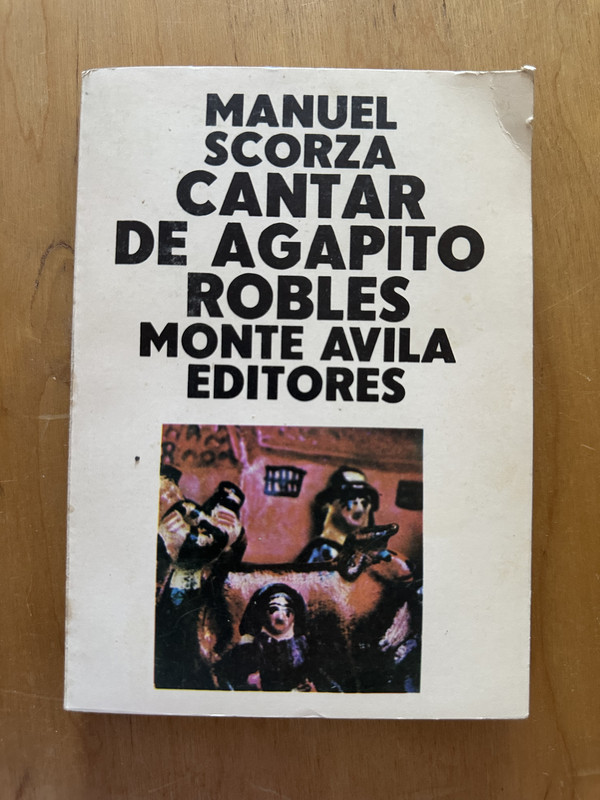 MANUEL
SCORZA
CANTAR
DE AGAPITO
ROBLES
MONTE AVILA
EDITORES